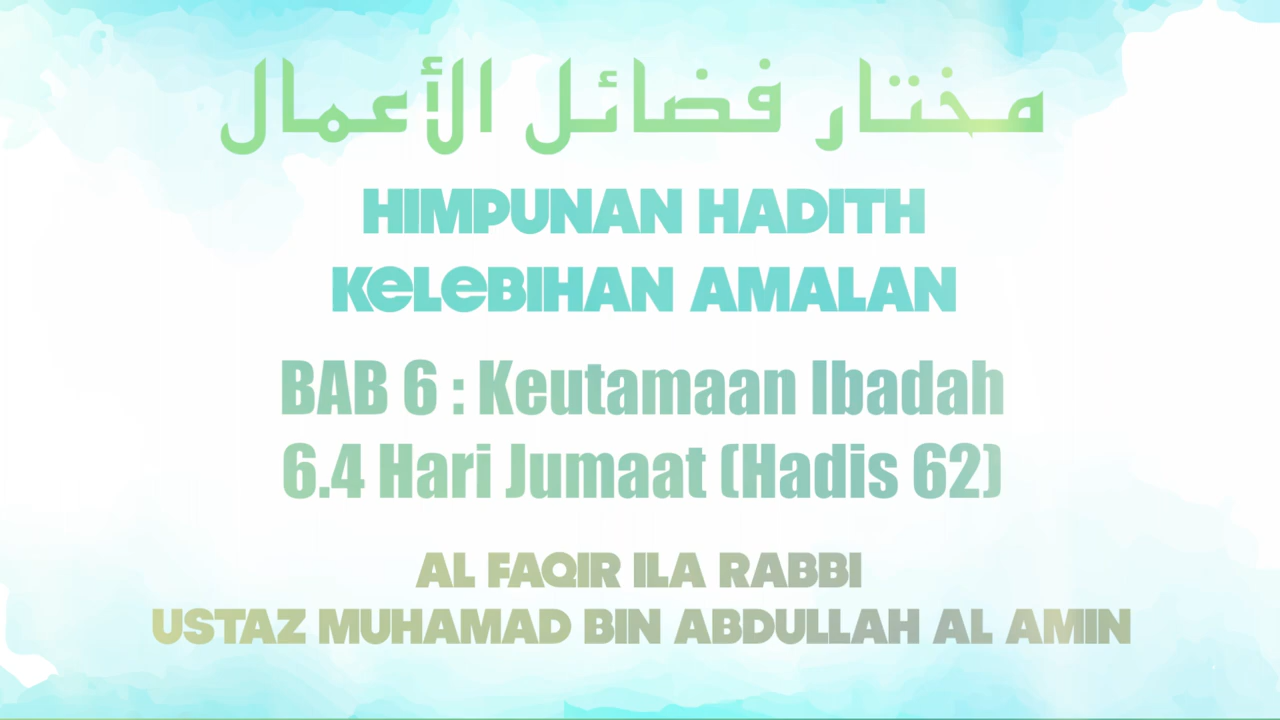 مختار فضائل الأعمال
HIMPUNAN HADITH
KeLeBIHAN AMALAN
BAB 6 : Keutamaan Ibadah
6.4 Hari Jumaat (Hadis 62)
AL FAQIR ILA RABBI
USTAZ MUHAMAD BIN ABDULLAH AL AMIN